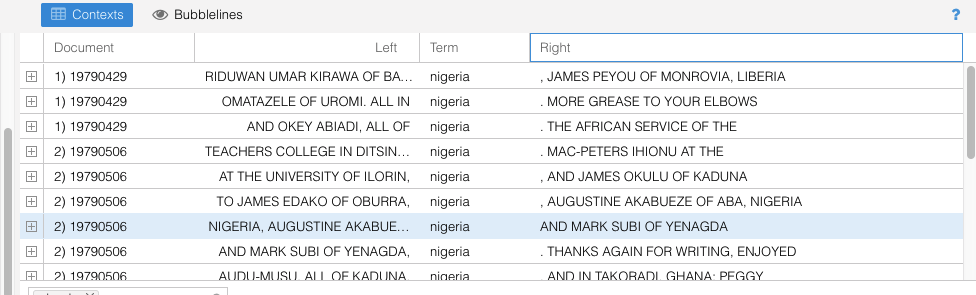 Contexts Bubblelines ?
Document Left Term Right
1) 19790429 RIDUWAN UMAR KIRAWA OF BA... nigeria , JAMES PEYOU OF MONROVIA, LIBERIA
1) 19790429 OMATAZELE OF UROMI. ALL IN nigeria . MORE GREASE TO YOUR ELBOWS
1) 19790429 AND OKEY ABIADI, ALL OF nigeria . THE AFRICAN SERVICE OF THE
2) 19790506 TEACHERS COLLEGE IN DITSIN... nigeria . MAC-PETERS IHIONU AT THE
2) 19790506 AT THE UNIVERSITY OF ILORIN, nigeria , AND JAMES OKULU OF KADUNA
2) 19790506 TO JAMES EDAKO OF OBURRA, nigeria , AUGUSTINE AKABUEZE OF ABA, NIGERIA
2) 19790506 NIGERIA, AUGUSTINE AKABUE... nigeria AND MARK SUBI OF YENAGDA
2) 19790506 AND MARK SUBI OF YENAGDA, nigeria . THANKS AGAIN FOR WRITING, ENJOYED
2) 19790506 AUDU-MUSU, ALL OF KADUNA, nigeria . AND IN TAKORADI, GHANA; PEGGY